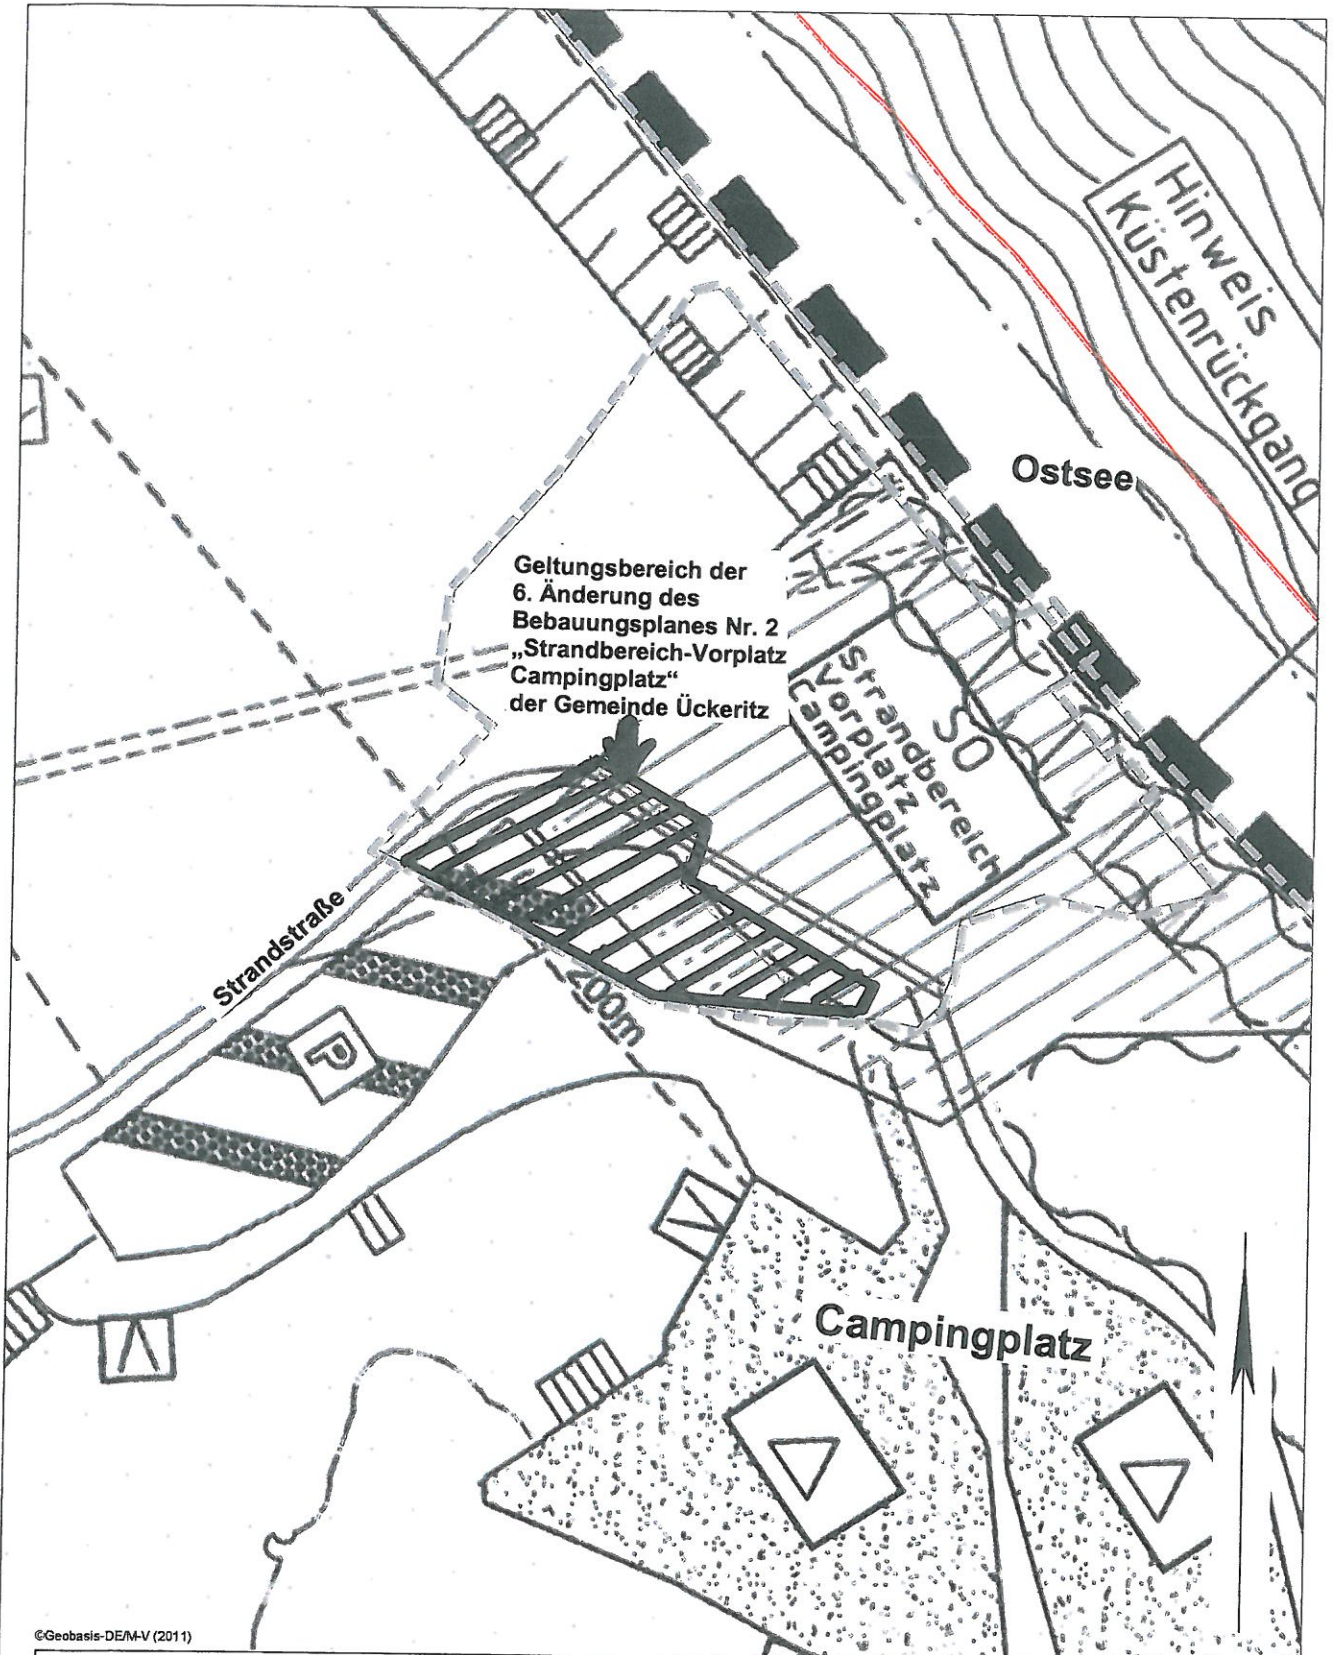 Hinweis
Küstenrückgang
Ostsee
Geltungsbereich der
6. Änderung des
Bebauungsplanes Nr. 2
„Strandbereich-Vorplatz
Campingplatz“
der Gemeinde Ückeritz
SO
Strandbereich
Vorplatz
Campingplatz
Strandstraße
200m
P
Campingplatz
©Geobasis-DE/M-V (2011)